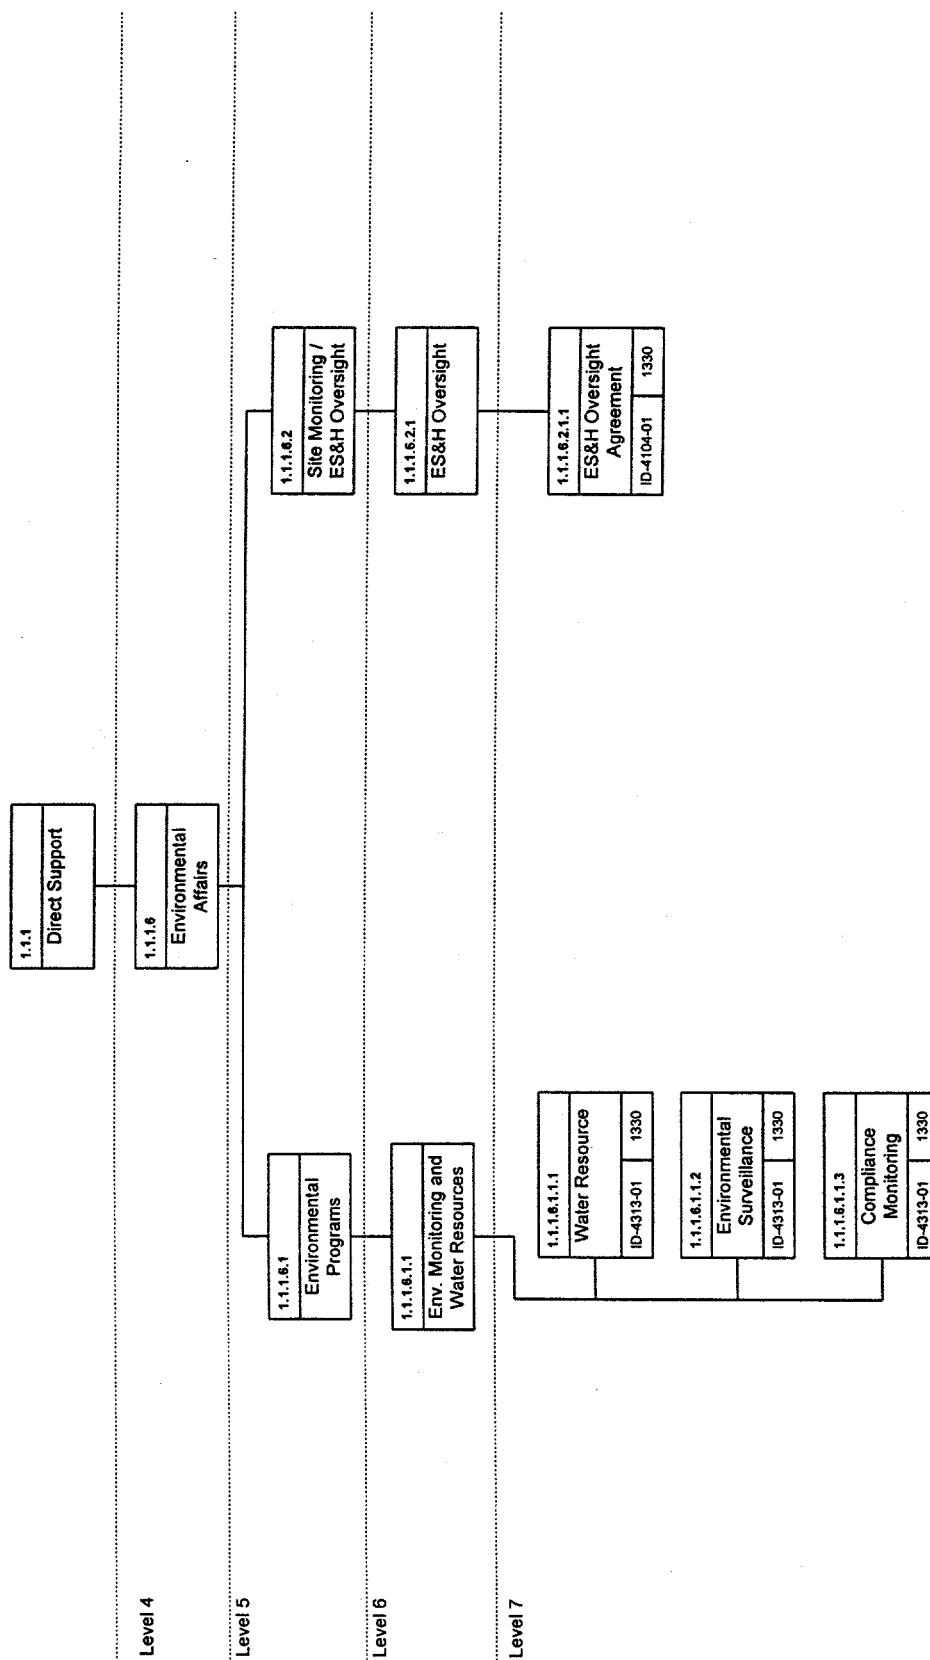 1.1.1
Direct Support
Level 4
1.1.1.6
Environmental
Affairs
Level 5
1.1.1.6.1
Environmental
Programs
1.1.1.6.2
Site Monitoring /
ES&H Oversight
Level 6
1.1.1.6.1.1
Env. Monitoring and
Water Resources
1.1.1.6.2.1
ES&H Oversight
Level 7
1.1.1.6.1.1.1
Water Resource
ID-4313-01 1330
1.1.1.6.1.1.2
Environmental
Surveillance
ID-4313-01 1330
1.1.1.6.1.1.3
Compliance
Monitoring
ID-4313-01 1330
1.1.1.6.2.1.1
ES&H Oversight
Agreement
ID-4104-01 1330